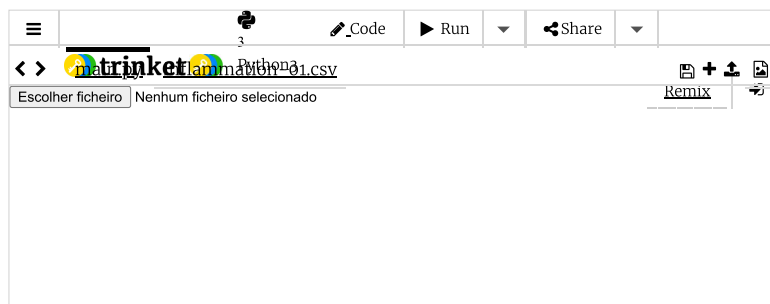 3
Code
Run
Share
trinket
Python3
main.py
inflammation-01.csv
Remix
Escolher ficheiro
Nenhum ficheiro selecionado